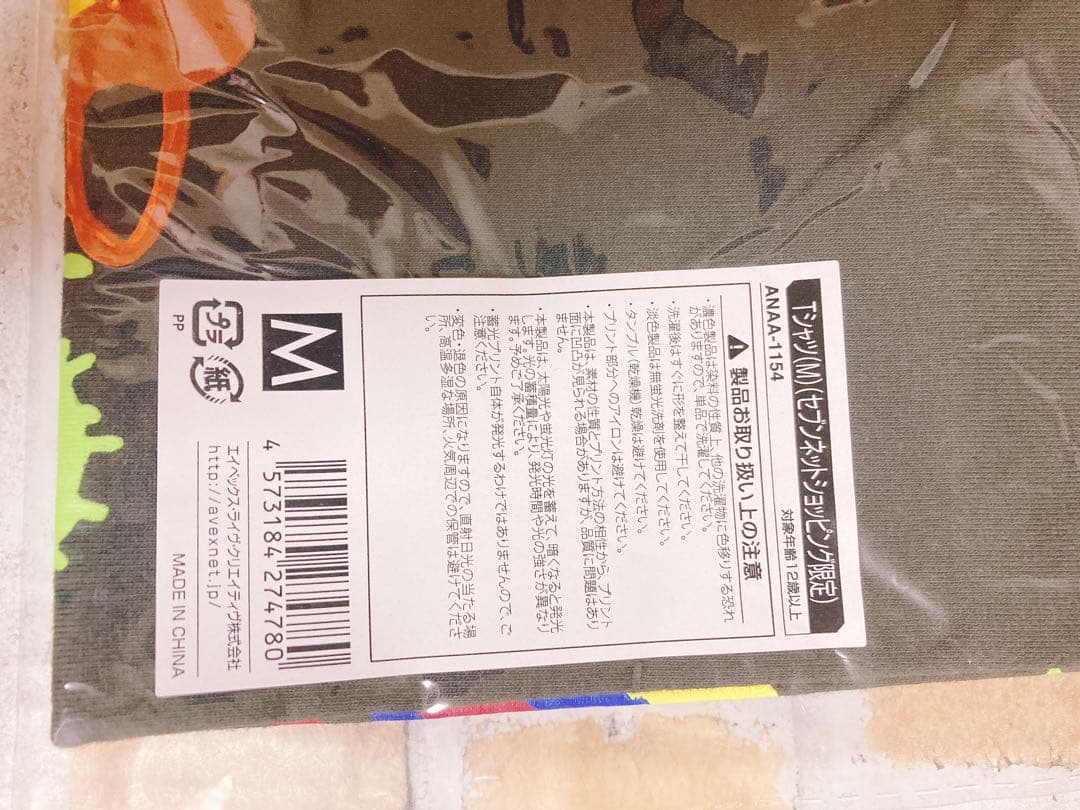 Tシャツ(M)(セブンネットショッピング限定)
ANAA-1154
対象年齢12歳以上
製品お取り扱い上の注意
・濃色製品は染料の性質上、他の洗濯物に色移りする恐れ
がありますので、単品で洗濯してください。
・洗濯後はすぐに形を整えて干してください。
・淡色製品は無蛍光洗剤を使用してください。
・タンブル(乾燥機)乾燥は避けてください。
・プリント部分へのアイロンは避けてください。
・本製品は、素材の性質とプリント方法の相性から、プリント
面に凹凸が見られる場合がありますが、品質に問題はあり
ません。
・本製品は、太陽光や蛍光灯の光を蓄えて、暗くなると発光
します。光の蓄積量により、発光時間や光の強さが異なり
ます。予めご了承ください。
・蓄光プリント自体が発光するわけではありませんので、ご
注意ください。
・変色・退色の原因になりますので、直射日光の当たる場
所、高温多湿な場所、火気周辺での保管は避けてくださ
い。
M
4 573184 274780
プラ
紙
PP
エイベックス・ライヴ・クリエイティヴ株式会社
http://avexnet.jp/
MADE IN CHINA